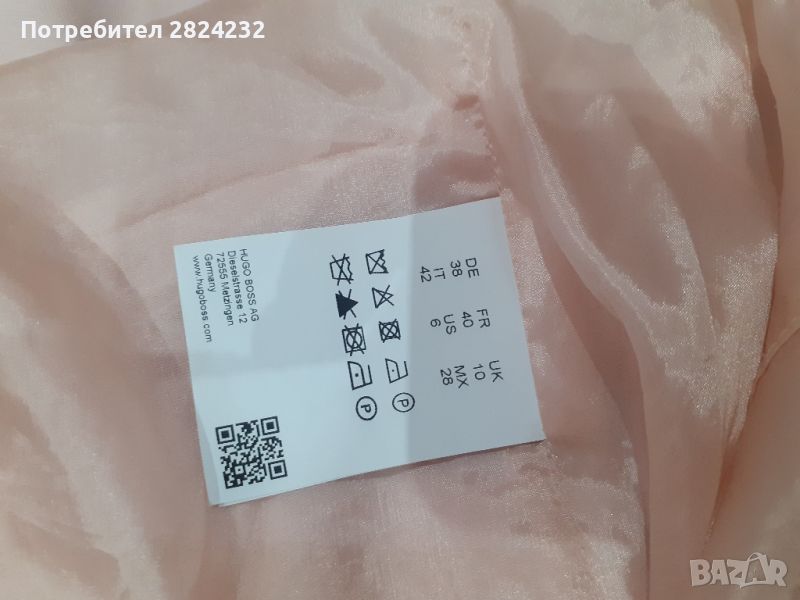 Потребител 2824232
DE FR UK
38 40 10
IT US MX
42 6 28
P
P
HUGO BOSS AG
Dieselstrasse 12
72555 Metzingen
Germany
www.hugoboss.com
BAZAR